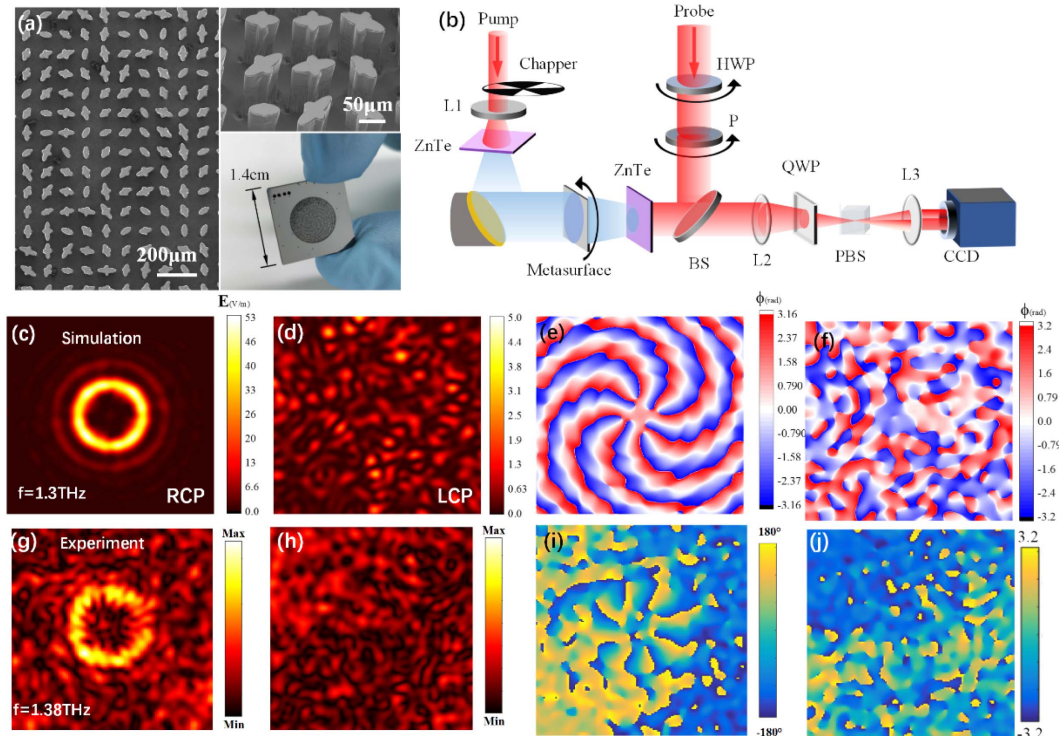 (a)
50μm
1.4cm
200μm
(b)
Pump
Probe
Chapper
HWP
L1
P
ZnTe
ZnTe
QWP
L3
Metasurface
BS
L2
PBS
CCD
(c)
Simulation
f=1.3THz
RCP
E(V/m)
53
46
40
33
26
20
13
6.6
0.0
(d)
LCP
5.0
4.4
3.8
3.1
2.5
1.9
1.3
0.63
0.0
(e)
ϕ(rad)
3.16
2.37
1.58
0.790
0.00
-0.790
-1.58
-2.37
-3.16
(f)
ϕ(rad)
3.2
2.4
1.6
0.79
0.0
-0.79
-1.6
-2.4
-3.2
(g)
Experiment
f=1.38THz
Max
Min
(h)
Max
Min
(i)
180°
-180°
(j)
3.2
-3.2